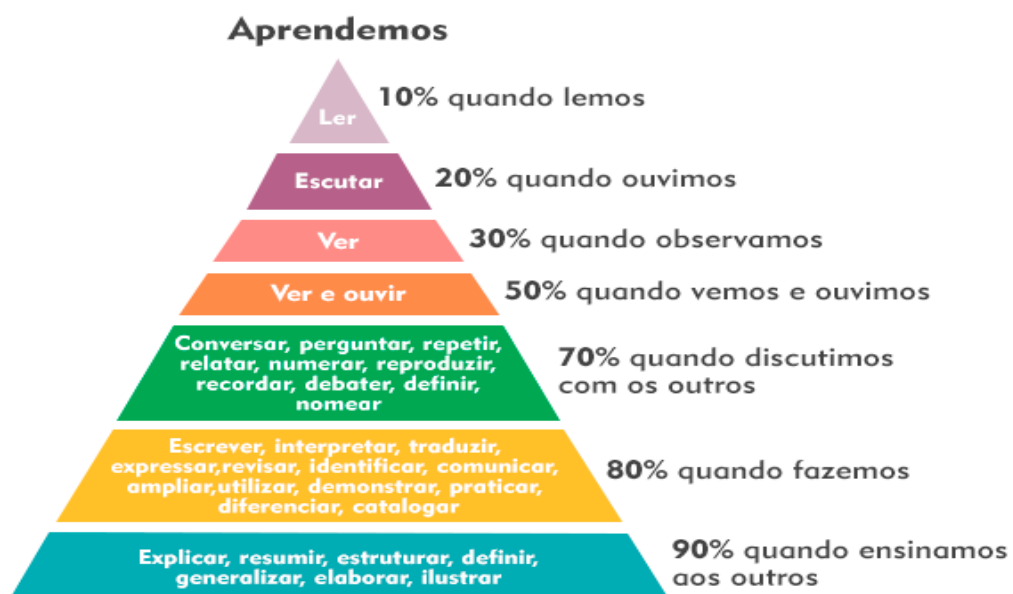 Aprendemos
Ler
10% quando lemos
Escutar
20% quando ouvimos
Ver
30% quando observamos
Ver e ouvir
50% quando vemos e ouvimos
Conversar, perguntar, repetir,
relatar, numerar, reproduzir,
recordar, debater, definir,
nomear
70% quando discutimos
com os outros
Escrever, interpretar, traduzir,
expressar,revisar, identificar, comunicar,
ampliar,utilizar, demonstrar, praticar,
diferenciar, catalogar
80% quando fazemos
Explicar, resumir, estruturar, definir,
generalizar, elaborar, ilustrar
90% quando ensinamos
aos outros